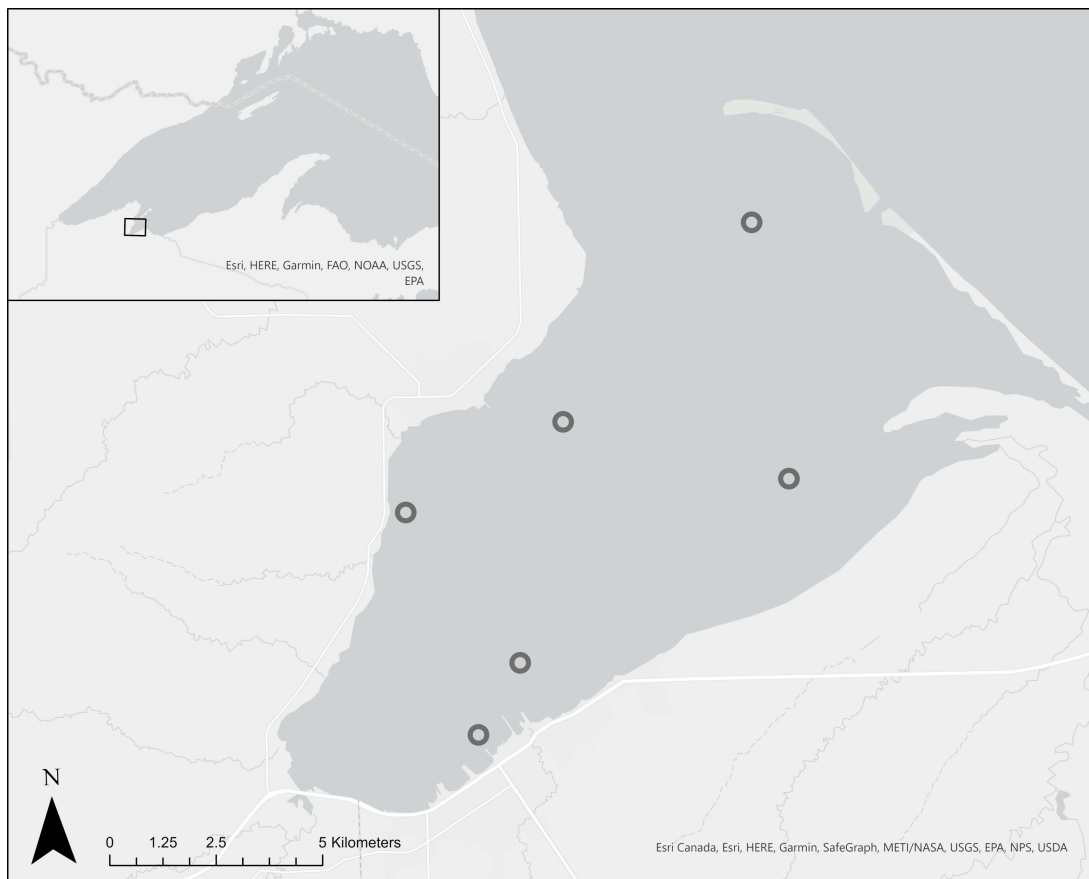 Esri, HERE, Garmin, FAO, NOAA, USGS,
EPA
N
0 1.25 2.5 5 Kilometers
Esri Canada, Esri, HERE, Garmin, SafeGraph, METI/NASA, USGS, EPA, NPS, USDA